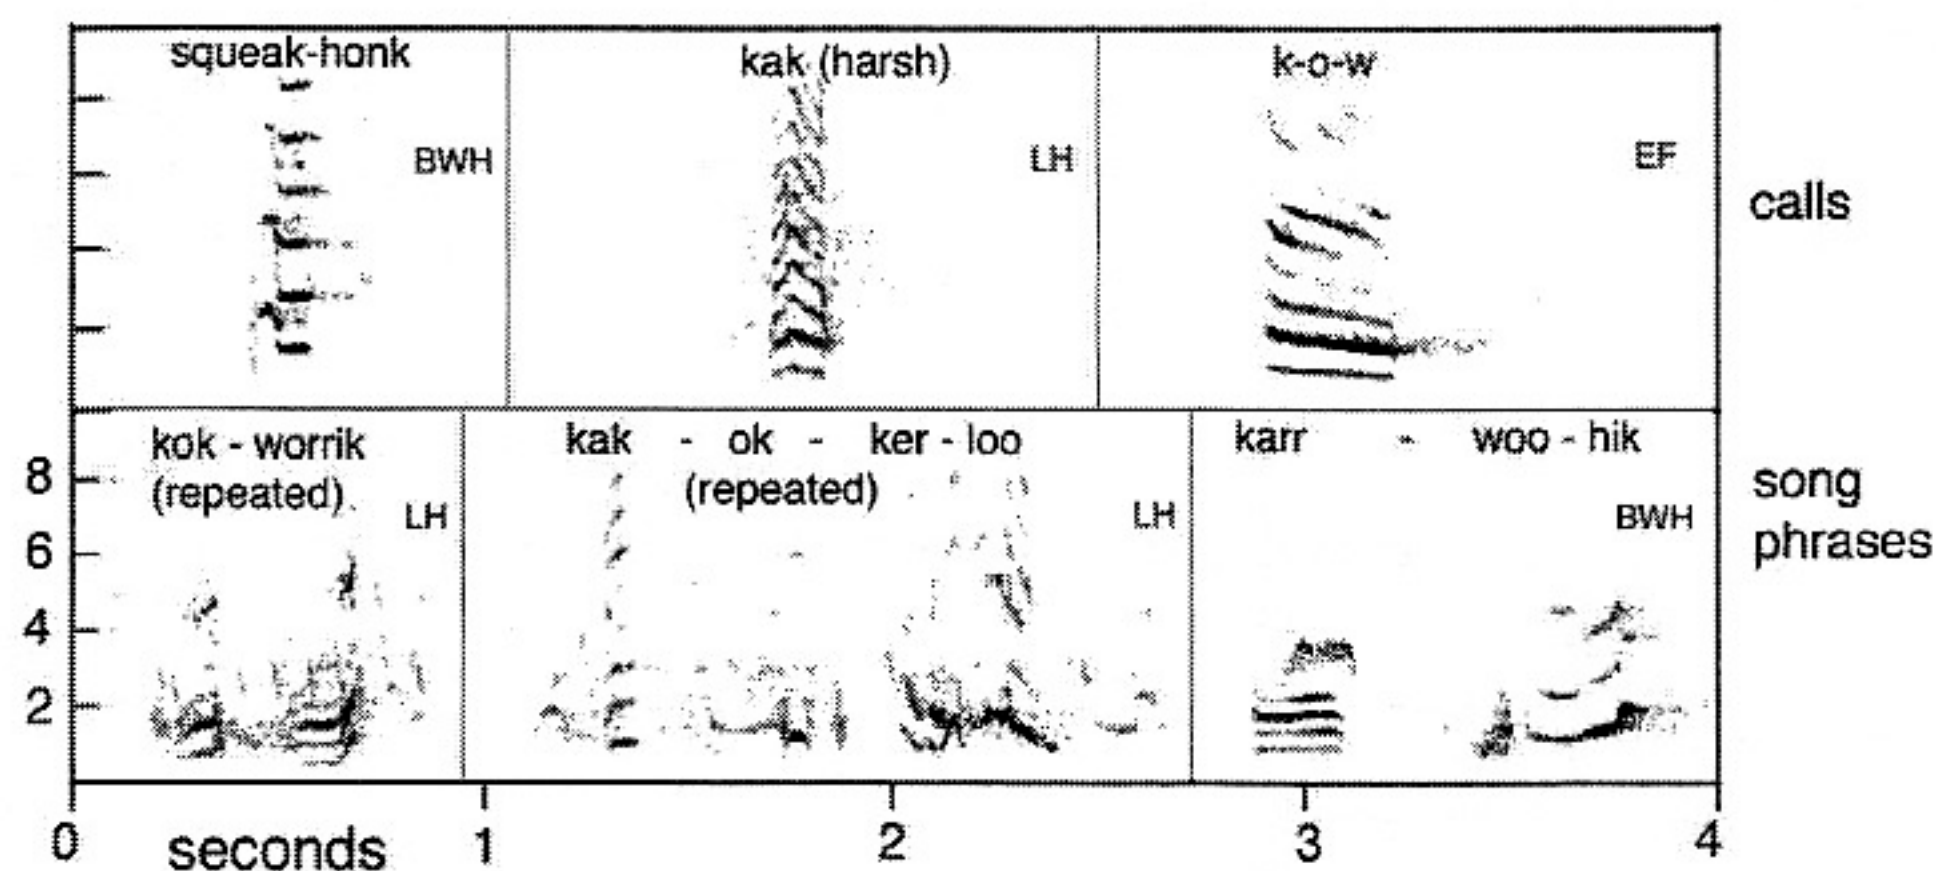 squeak-honk
BWH
kak (harsh)
LH
k-o-w
EF
calls
kok - worrik
(repeated)
LH
kak - ok - ker - loo
(repeated)
LH
karr - woo - hik
BWH
song
phrases
8
6
4
2
0 seconds 1 2 3 4